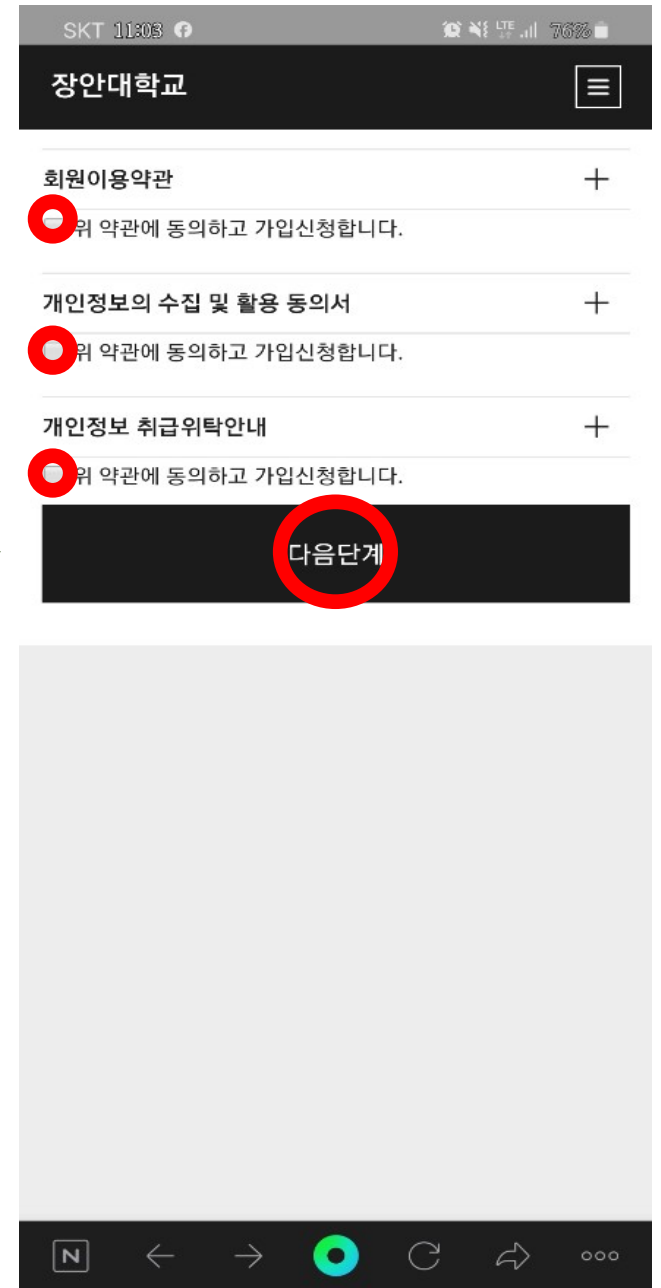 SKT 11:08 LTE 76%
장안대학교
회원이용약관
위 약관에 동의하고 가입신청합니다.
개인정보의 수집 및 활용 동의서
위 약관에 동의하고 가입신청합니다.
개인정보 취급위탁안내
위 약관에 동의하고 가입신청합니다.
다음단계
N